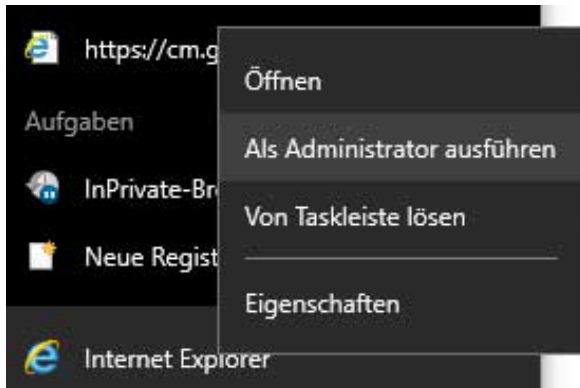 https://cm.g
Öffnen
Aufgaben
Als Administrator ausführen
InPrivate-Br
Von Taskleiste lösen
Neue Regist
Eigenschaften
Internet Explorer